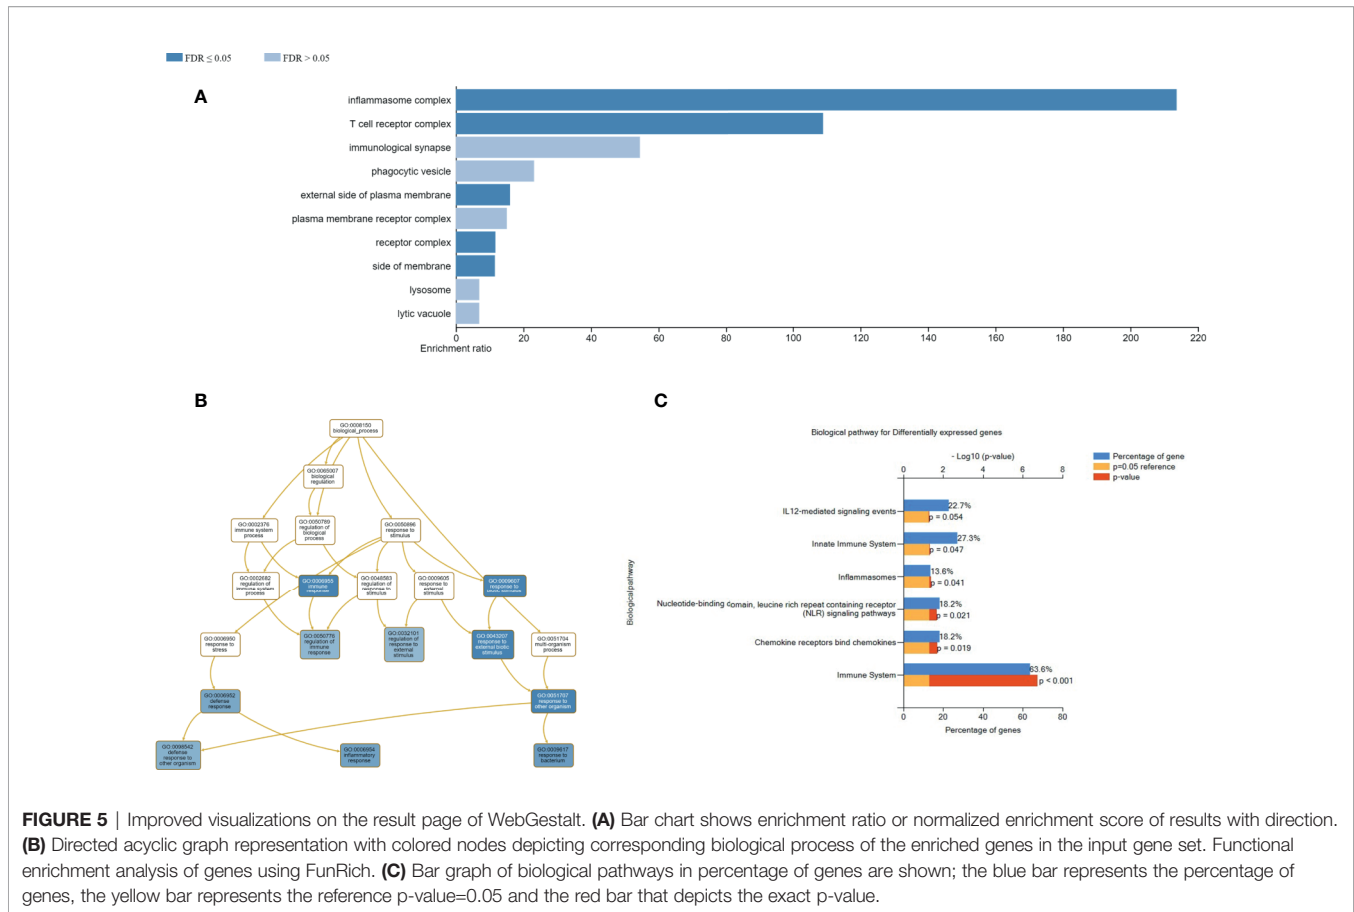 FDR ≤ 0.05 FDR > 0.05
A
inflammasome complex
T cell receptor complex
immunological synapse
phagocytic vesicle
external side of plasma membrane
plasma membrane receptor complex
receptor complex
side of membrane
lysosome
lytic vacuole
0 20 40 60 80 100 120 140 160 180 200 220
Enrichment ratio
B
GO:0008150
biological_process
GO:0065007
biological
regulation
GO:0002376
immune system
process
GO:0050789
regulation of
biological
process
GO:0050896
response to
stimulus
GO:0002682
regulation of
immune system
process
GO:0006955
immune
response
GO:0048583
regulation of
response to
stimulus
GO:0009605
response to
external
stimulus
GO:0009607
response to
GO:0006950
response to
stress
GO:0050776
regulation of
immune
response
GO:0032101
regulation of
response to
external
stimulus
GO:0043207
response to
external biotic
stimulus
GO:0051704
multi-organism
process
GO:0006952
defense
response
GO:0051707
response to
other organism
GO:0098542
defense
response to
other organism
GO:0006954
inflammatory
response
GO:0009617
response to
bacterium
C
Biological pathway for Differentially expressed genes
- Log10 (p-value)
0 2 4 6 8
Percentage of gene
p=0.05 reference
p-value
Biological pathway
IL12-mediated signaling events
22.7%
p = 0.054
Innate Immune System
27.3%
p = 0.047
Inflammasomes
13.6%
p = 0.041
Nucleotide-binding domain, leucine rich repeat containing receptor
(NLR) signaling pathways
18.2%
p = 0.021
Chemokine receptors bind chemokines
18.2%
p = 0.019
Immune System
63.6%
p < 0.001
0 20 40 60 80
Percentage of genes
FIGURE 5 | Improved visualizations on the result page of WebGestalt. (A) Bar chart shows enrichment ratio or normalized enrichment score of results with direction.
(B) Directed acyclic graph representation with colored nodes depicting corresponding biological process of the enriched genes in the input gene set. Functional
enrichment analysis of genes using FunRich. (C) Bar graph of biological pathways in percentage of genes are shown; the blue bar represents the percentage of
genes, the yellow bar represents the reference p-value=0.05 and the red bar that depicts the exact p-value.